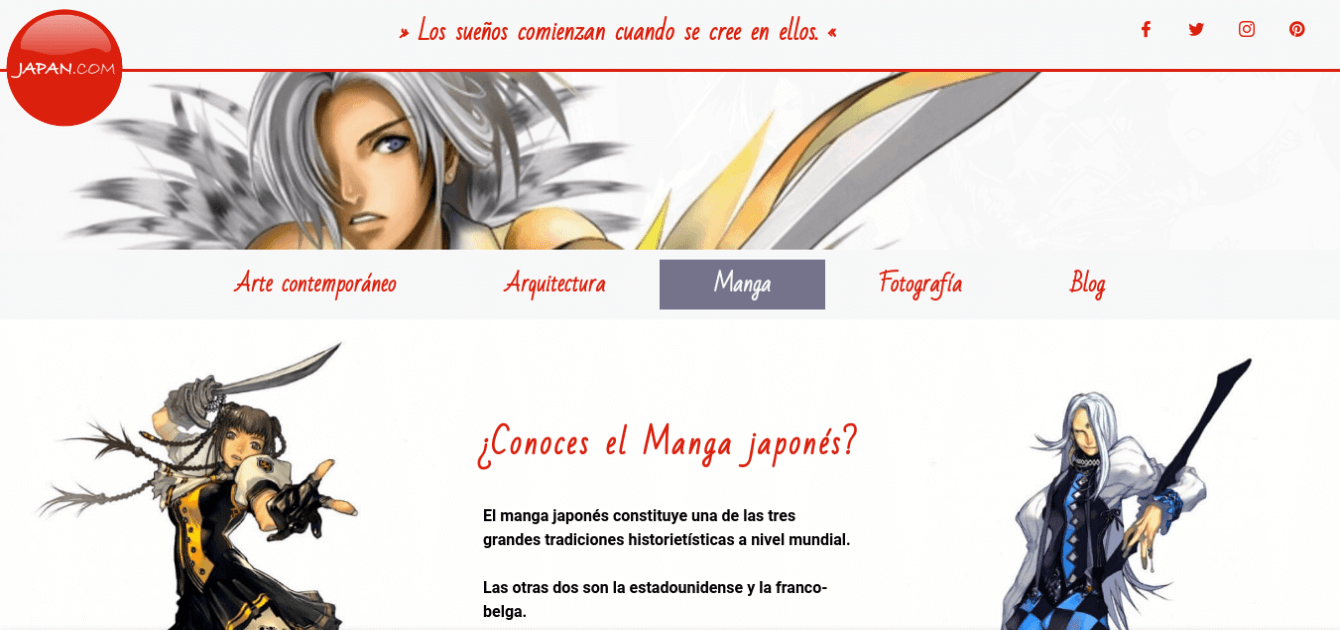 » Los sueños comienzan cuando se cree en ellos. «
JAPAN.COM
Arte contemporáneo Arquitectura Manga Fotografía Blog
¿Conoces el Manga japonés?
El manga japonés constituye una de las tres
grandes tradiciones historietísticas a nivel mundial.
Las otras dos son la estadounidense y la franco-
belga.